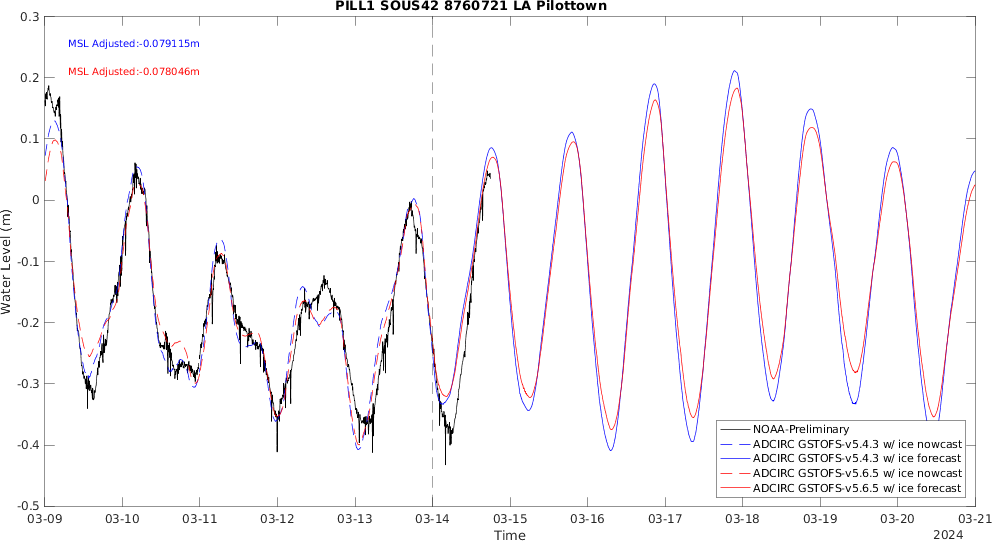 PILL1 SOUS42 8760721 LA Pilottown
MSL Adjusted:-0.079115m
MSL Adjusted:-0.078046m
0.3
0.2
0.1
0
-0.1
-0.2
-0.3
-0.4
-0.5
Water Level (m)
NOAA-Preliminary
ADCIRC GSTOFS-v5.4.3 w/ ice nowcast
ADCIRC GSTOFS-v5.4.3 w/ ice forecast
ADCIRC GSTOFS-v5.6.5 w/ ice nowcast
ADCIRC GSTOFS-v5.6.5 w/ ice forecast
03-09 03-10 03-11 03-12 03-13 03-14 03-15 03-16 03-17 03-18 03-19 03-20 03-21
Time
2024